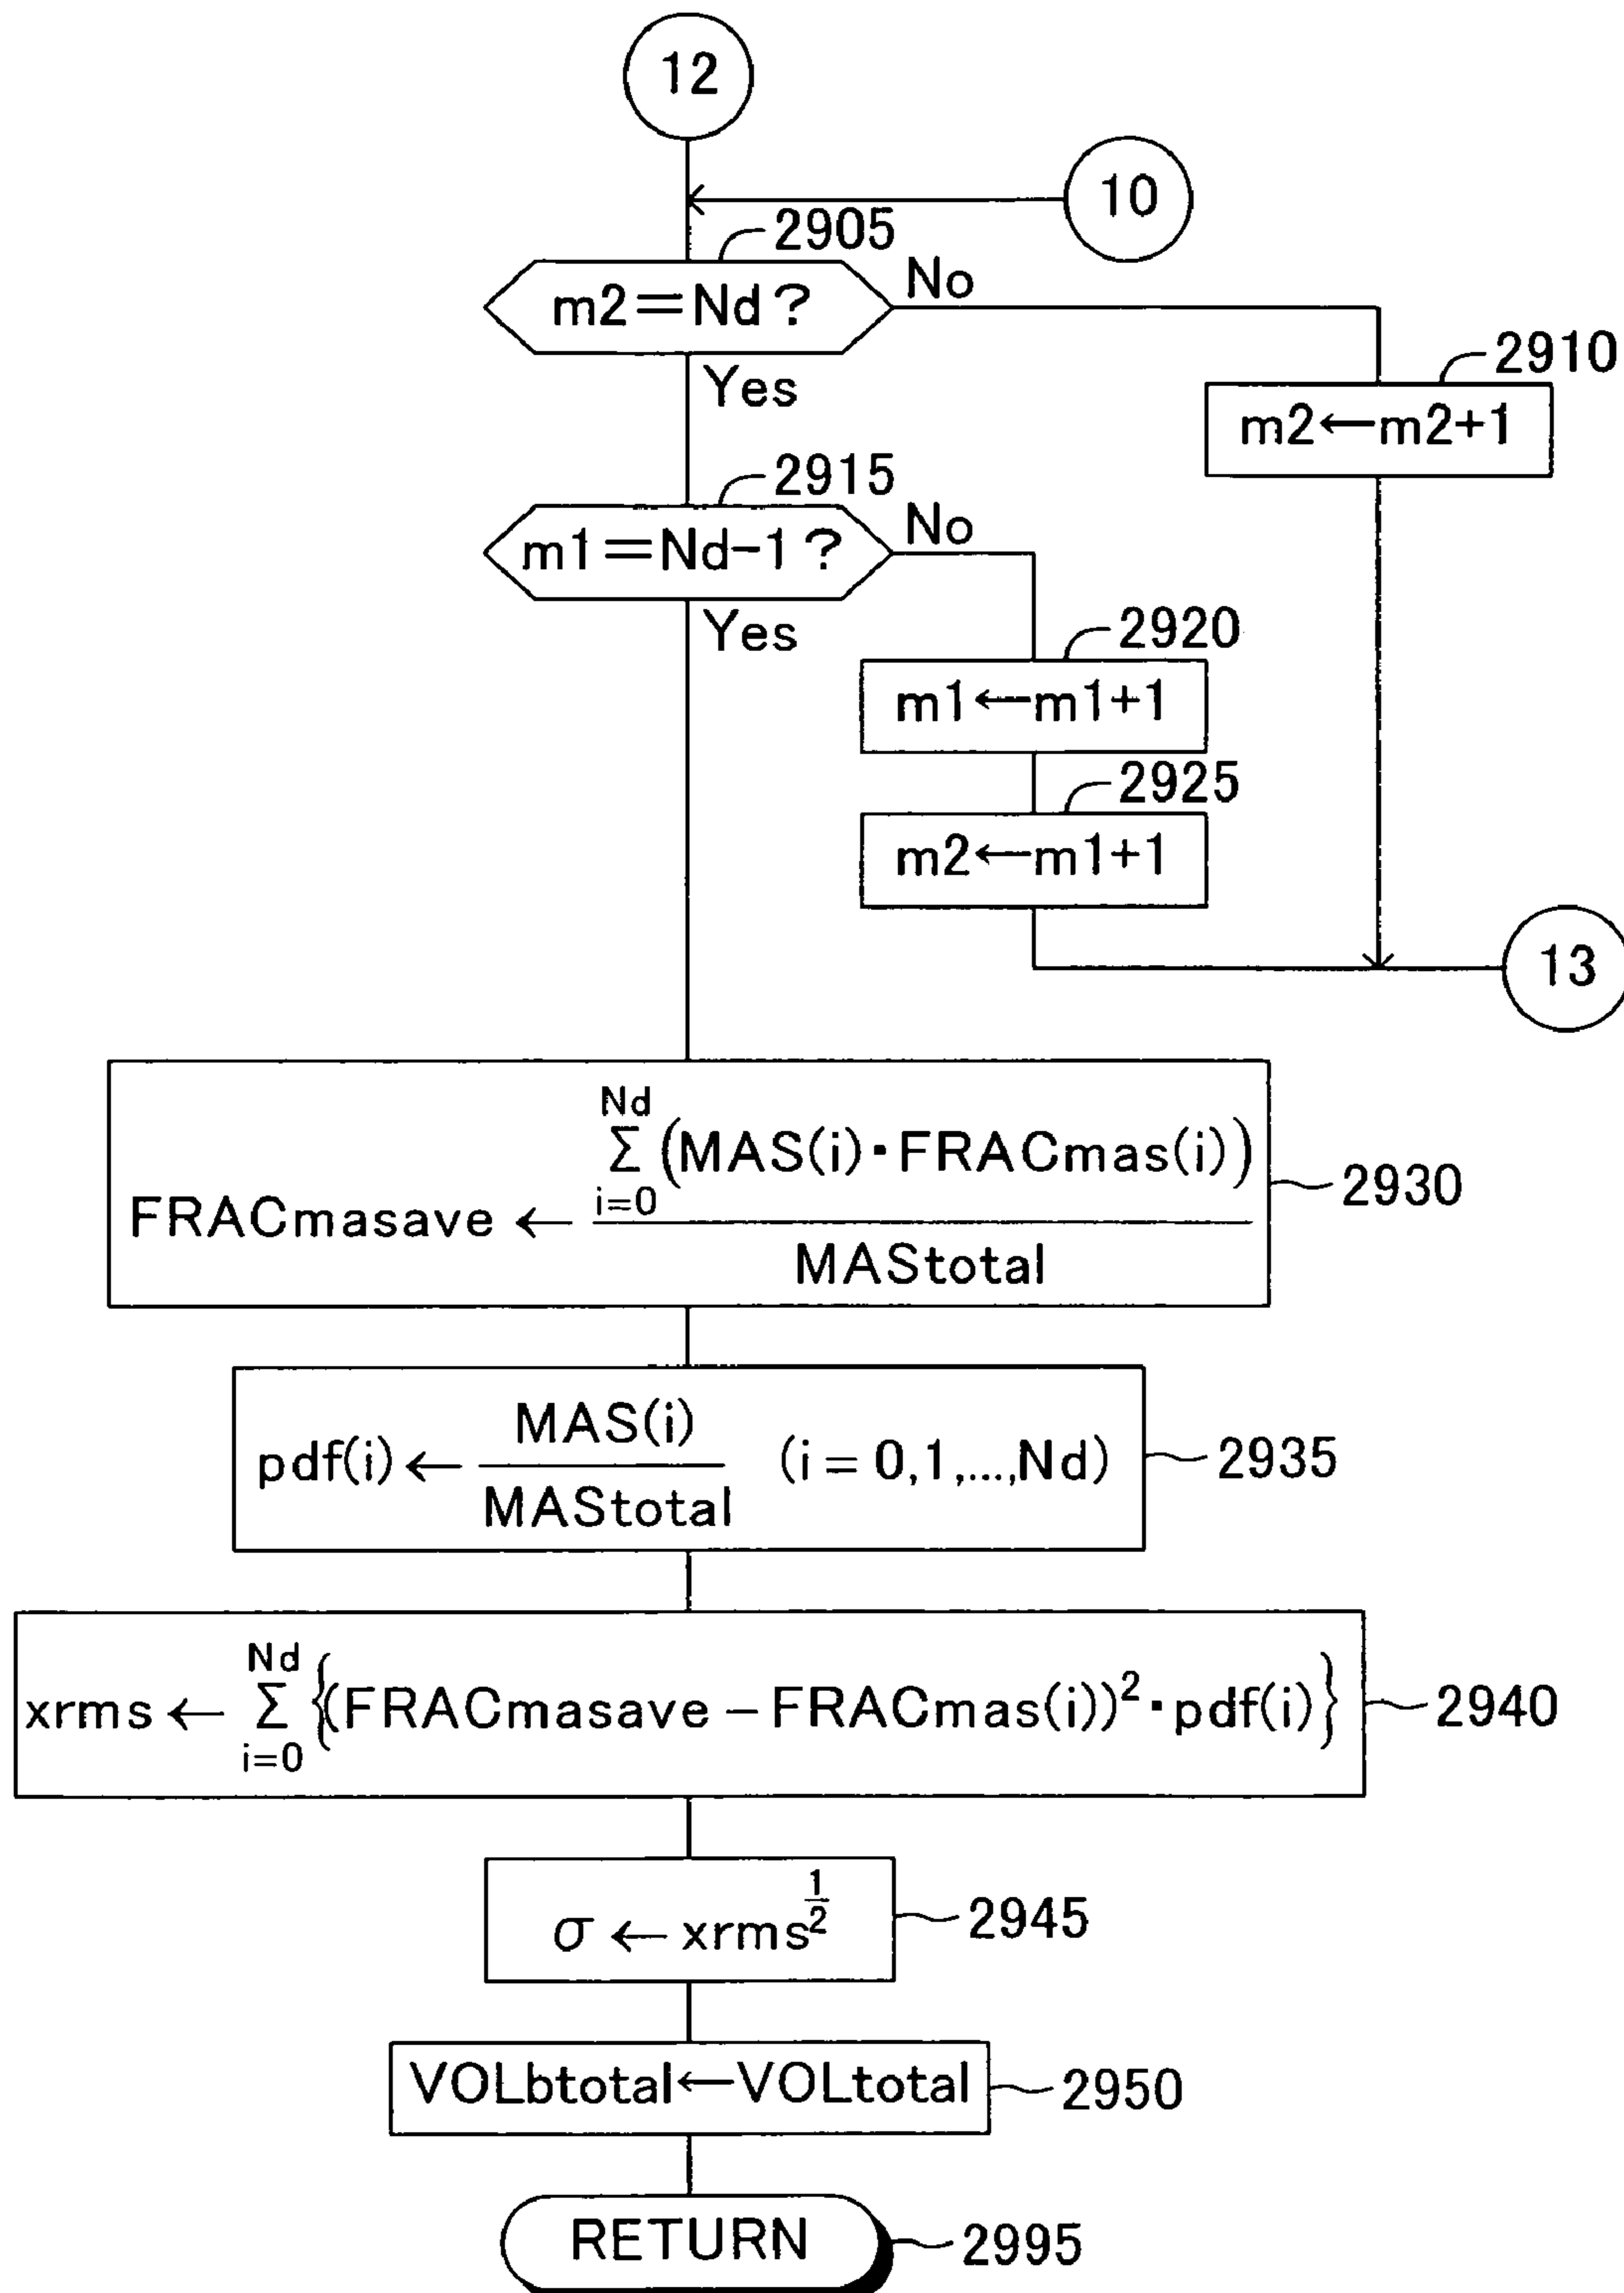 12
10
2905
m2=Nd?
No
Yes
2910
m2←m2+1
2915
m1=Nd-1?
No
Yes
2920
m1←m1+1
2925
m2←m1+1
13
FRACmasave ← Σ i=0 Nd (MAS(i)·FRACmas(i)) / MAStotal
2930
pdf(i) ← MAS(i) / MAStotal (i = 0,1,...,Nd)
2935
xrms ← Σ i=0 Nd {(FRACmasave − FRACmas(i))² · pdf(i)}
2940
σ ← xrms^1/2
2945
VOLbtotal←VOLtotal
2950
RETURN
2995